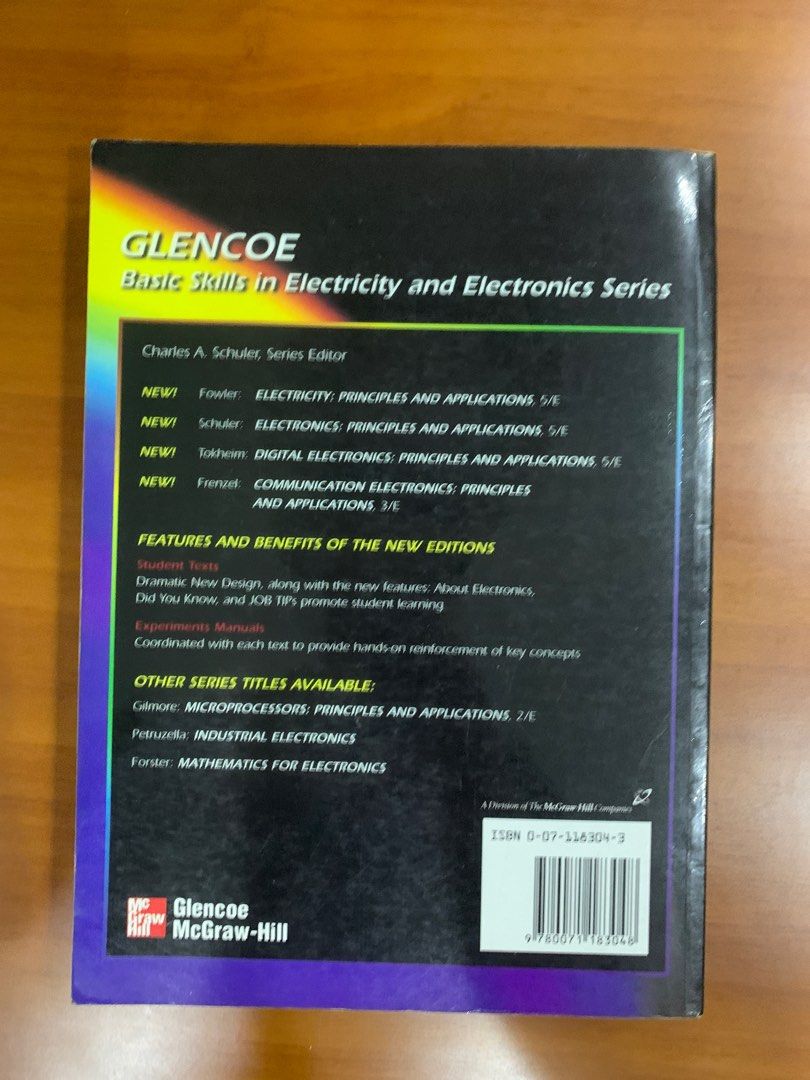 GLENCOE
Basic Skills in Electricity and Electronics Series
Charles A. Schuler, Series Editor
NEW! Fowler: ELECTRICITY: PRINCIPLES AND APPLICATIONS, 5/E
NEW! Schuler: ELECTRONICS: PRINCIPLES AND APPLICATIONS, 5/E
NEW! Tokheim: DIGITAL ELECTRONICS: PRINCIPLES AND APPLICATIONS, 5/E
NEW! Frenzel: COMMUNICATION ELECTRONICS: PRINCIPLES
AND APPLICATIONS, 3/E
FEATURES AND BENEFITS OF THE NEW EDITIONS
Student Texts
Dramatic New Design, along with the new features: About Electronics,
Did You Know, and JOB TIPs promote student learning
Experiments Manuals
Coordinated with each text to provide hands-on reinforcement of key concepts
OTHER SERIES TITLES AVAILABLE:
Gilmore: MICROPROCESSORS: PRINCIPLES AND APPLICATIONS, 2/E
Petruzella: INDUSTRIAL ELECTRONICS
Forster: MATHEMATICS FOR ELECTRONICS
A Division of The McGraw-Hill Companies
ISBN 0-07-118304-3
9 780071 183048
Mc
Graw
Hill
Glencoe
McGraw-Hill